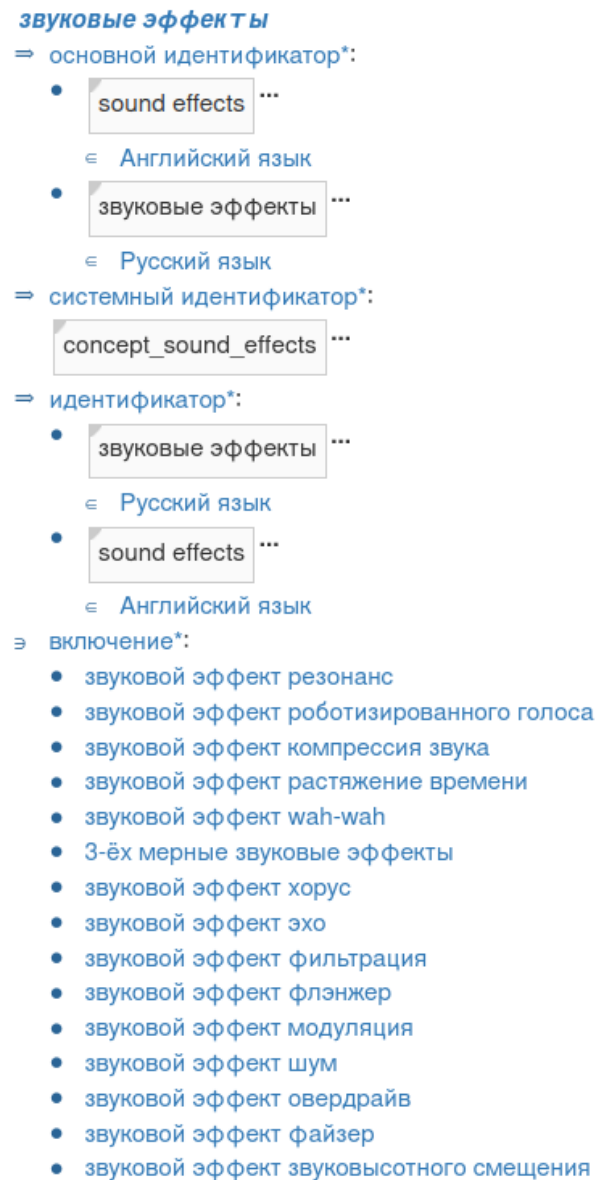 звуковые эффекты
⇒ основной идентификатор*:
• sound effects ...
∈ Английский язык
• звуковые эффекты ...
∈ Русский язык
⇒ системный идентификатор*:
concept_sound_effects ...
⇒ идентификатор*:
• звуковые эффекты ...
∈ Русский язык
• sound effects ...
∈ Английский язык
∋ включение*:
• звуковой эффект резонанс
• звуковой эффект роботизированного голоса
• звуковой эффект компрессия звука
• звуковой эффект растяжение времени
• звуковой эффект wah-wah
• 3-ёх мерные звуковые эффекты
• звуковой эффект хорус
• звуковой эффект эхо
• звуковой эффект фильтрация
• звуковой эффект флэнжер
• звуковой эффект модуляция
• звуковой эффект шум
• звуковой эффект овердрайв
• звуковой эффект файзер
• звуковой эффект звуковысотного смещения